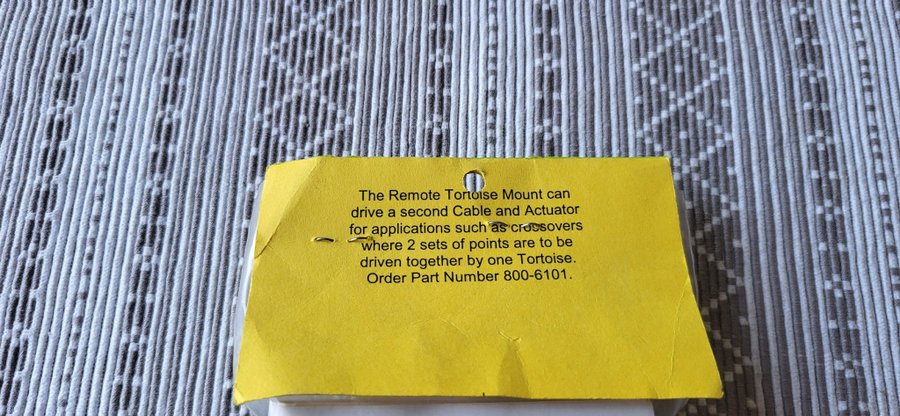 The Remote Tortoise Mount can
drive a second Cable and Actuator
for applications such as crossovers
where 2 sets of points are to be
driven together by one Tortoise.
Order Part Number 800-6101.